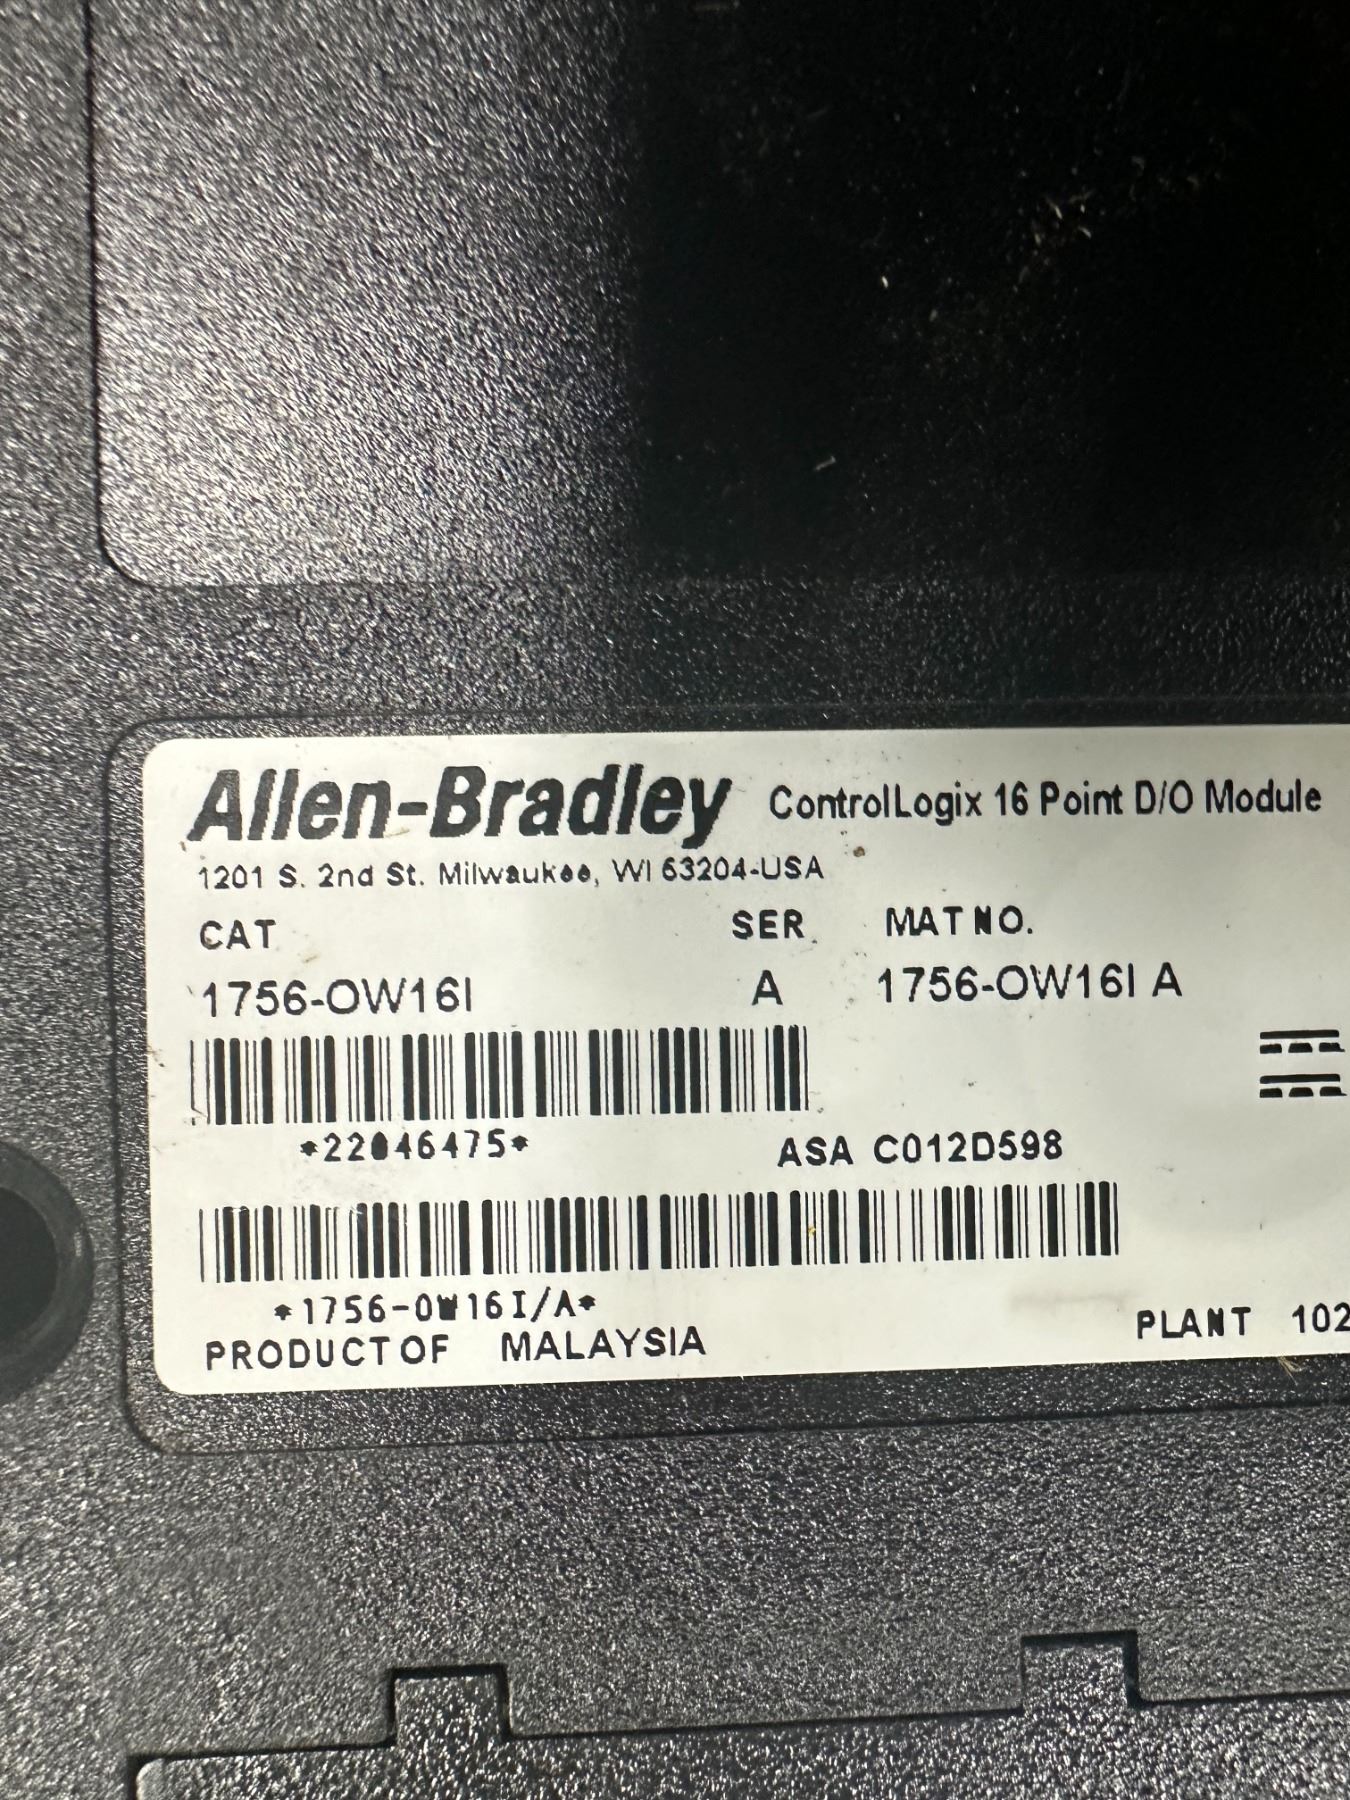 Allen-Bradley ControlLogix 16 Point D/O Module
1201 S. 2nd St. Milwaukee, WI 53204-USA
CAT SER MAT NO.
1756-OW16I A 1756-OW16I A
*22046475* ASA C012D598
*1756-OW16I/A*
PRODUCT OF MALAYSIA PLANT 102